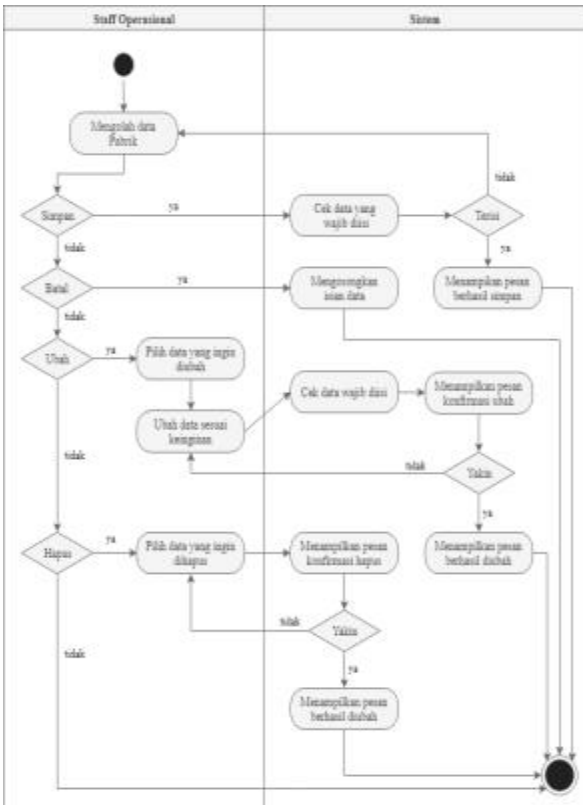 Staff Operasional
Sistem
Mengolah data
Pabrik
tidak
Simpan
ya
Cek data yang
wajib diisi
Terisi
tidak
ya
Batal
ya
Mengosongkan
isian data
Menampilkan pesan
berhasil simpan
tidak
Ubah
ya
Pilih data yang ingin
diubah
Cek data wajib diisi
Menampilkan pesan
konfirmasi ubah
Ubah data sesuai
keinginan
tidak
tidak
Yakin
ya
Hapus
ya
Pilih data yang ingin
dihapus
Menampilkan pesan
konfirmasi hapus
Menampilkan pesan
berhasil diubah
tidak
Yakin
tidak
ya
Menampilkan pesan
berhasil diubah